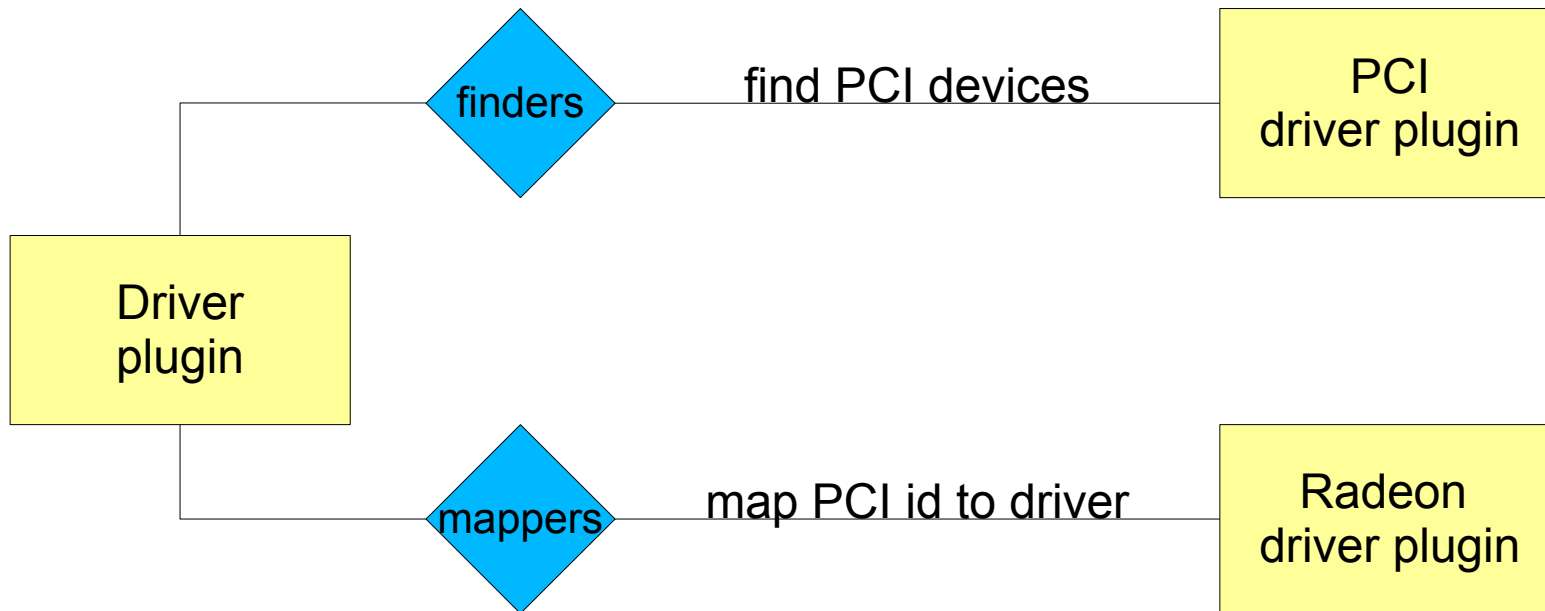 finders
find PCI devices
PCI
driver plugin
Driver
plugin
mappers
map PCI id to driver
Radeon
driver plugin